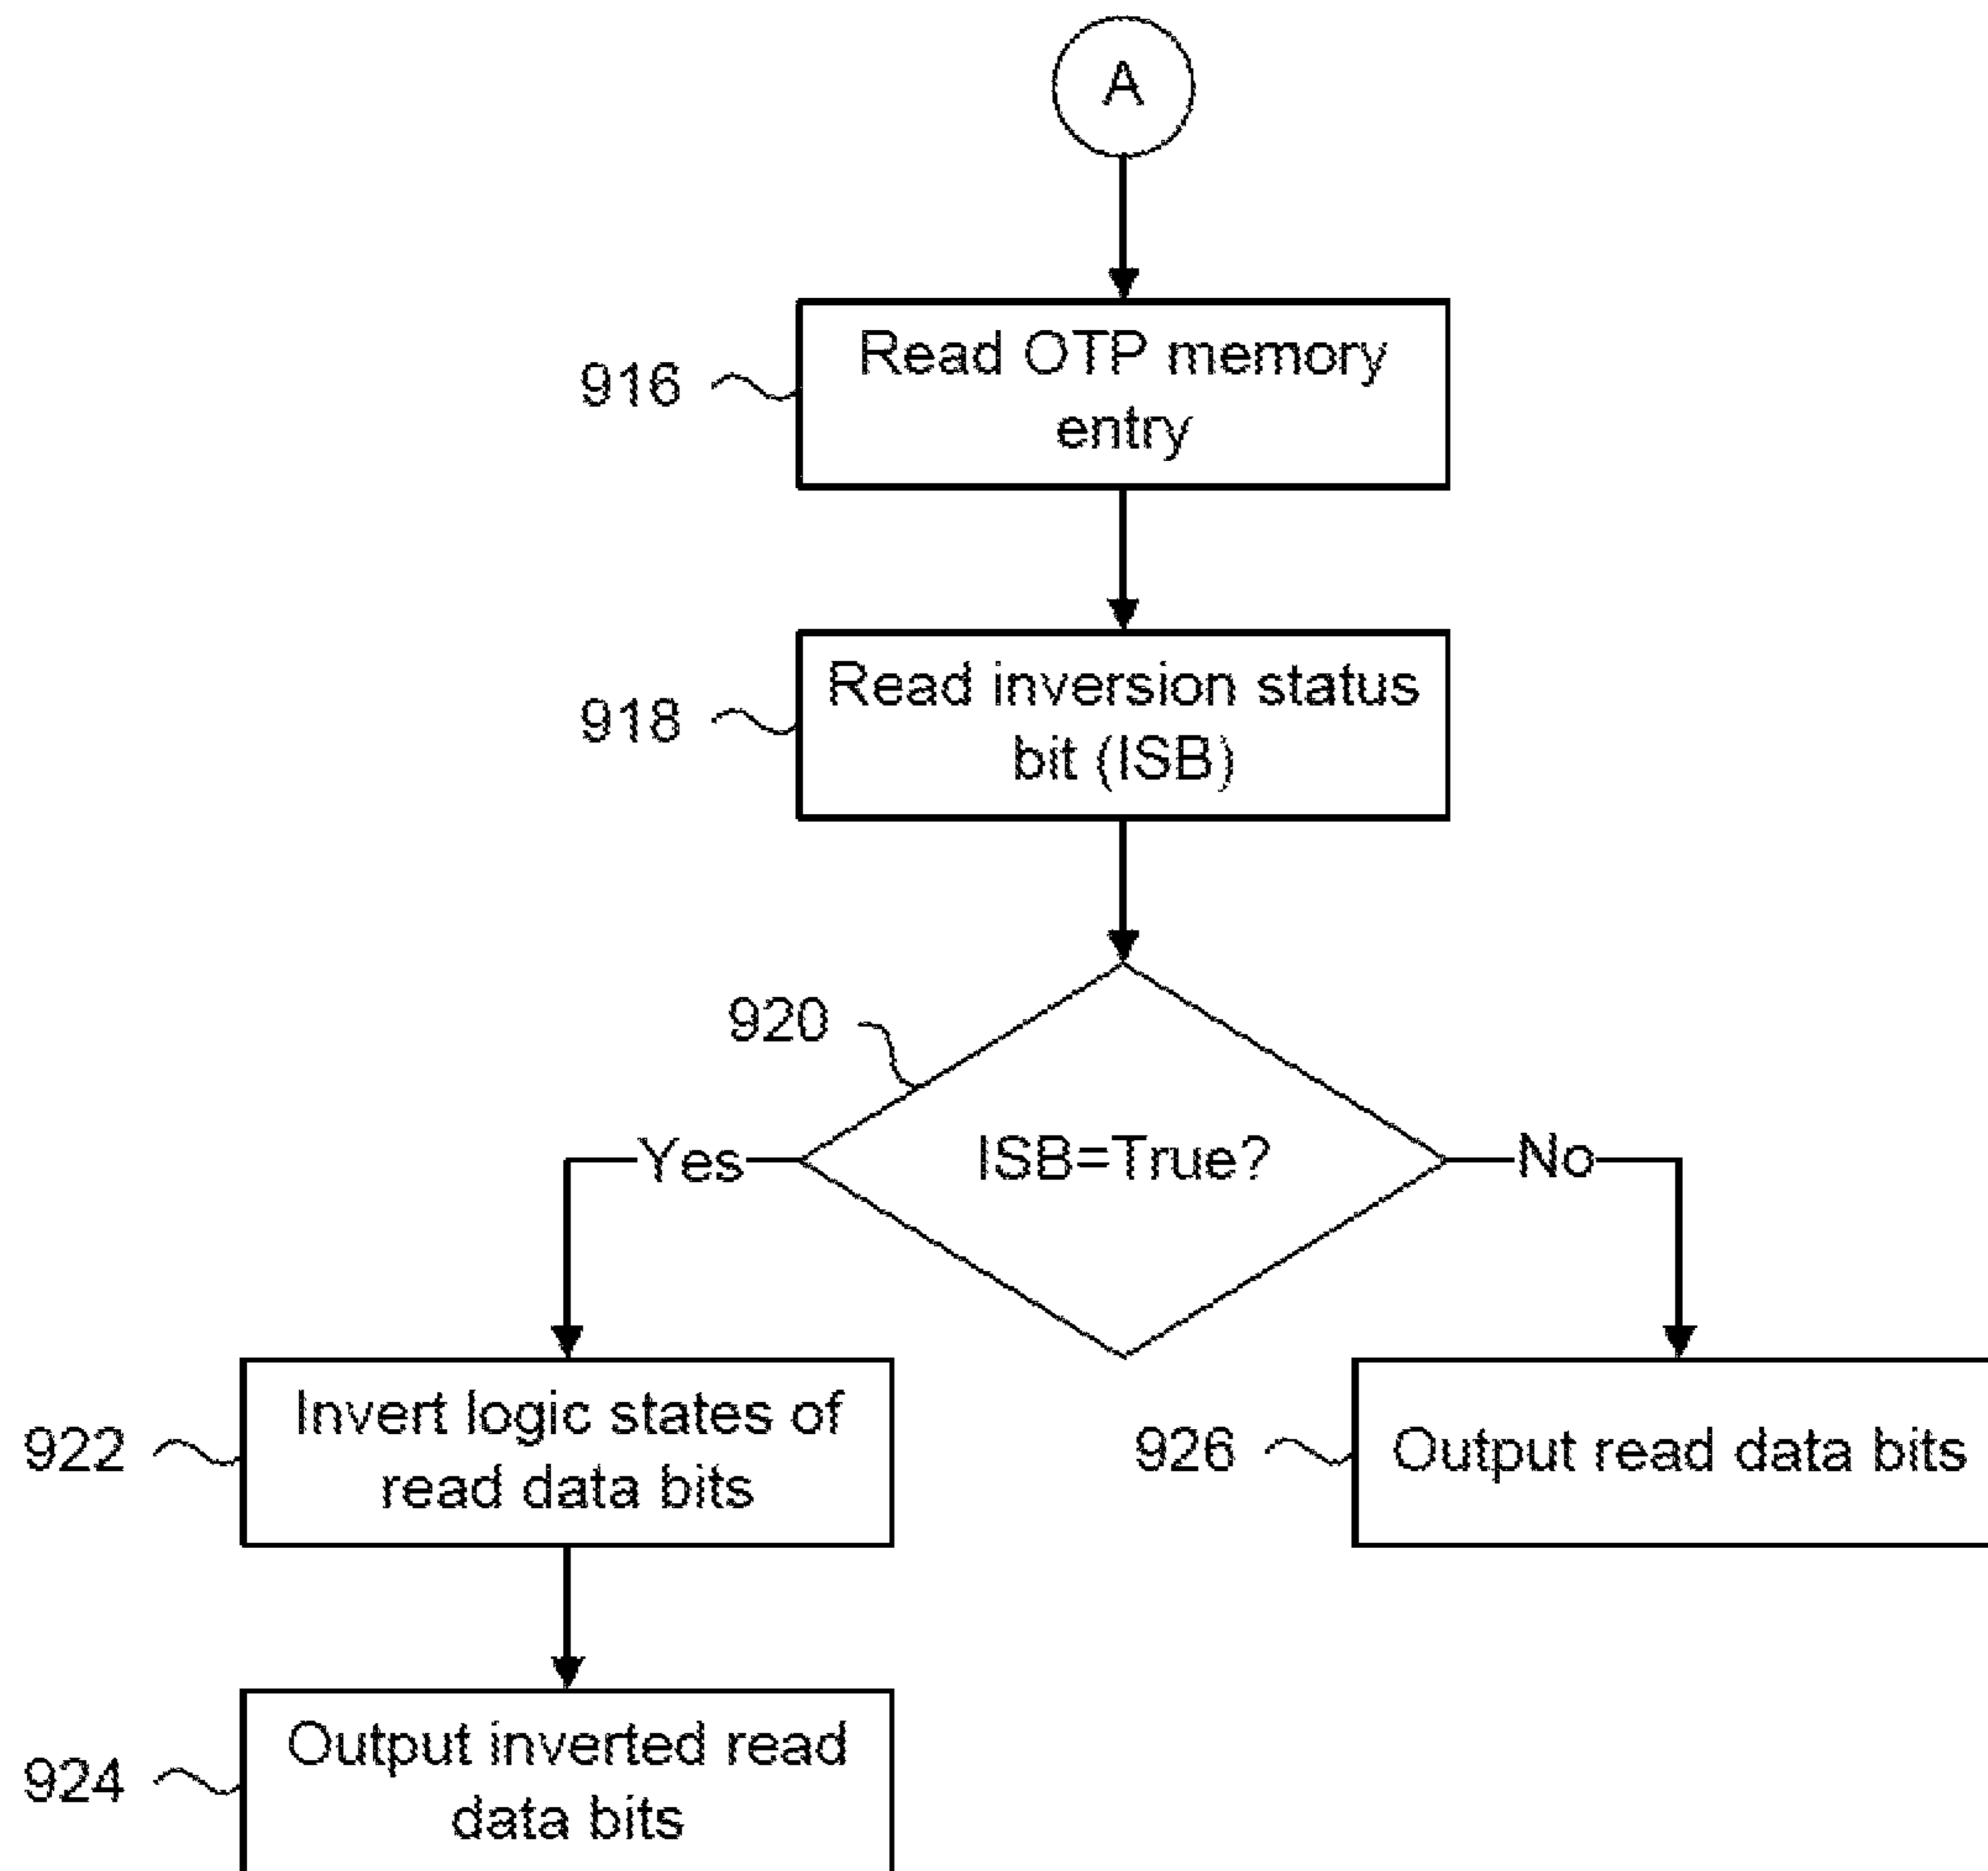 A
916
Read OTP memory
entry
918
Read inversion status
bit (ISB)
920
ISB=True?
Yes
No
922
Invert logic states of
read data bits
926
Output read data bits
924
Output inverted read
data bits